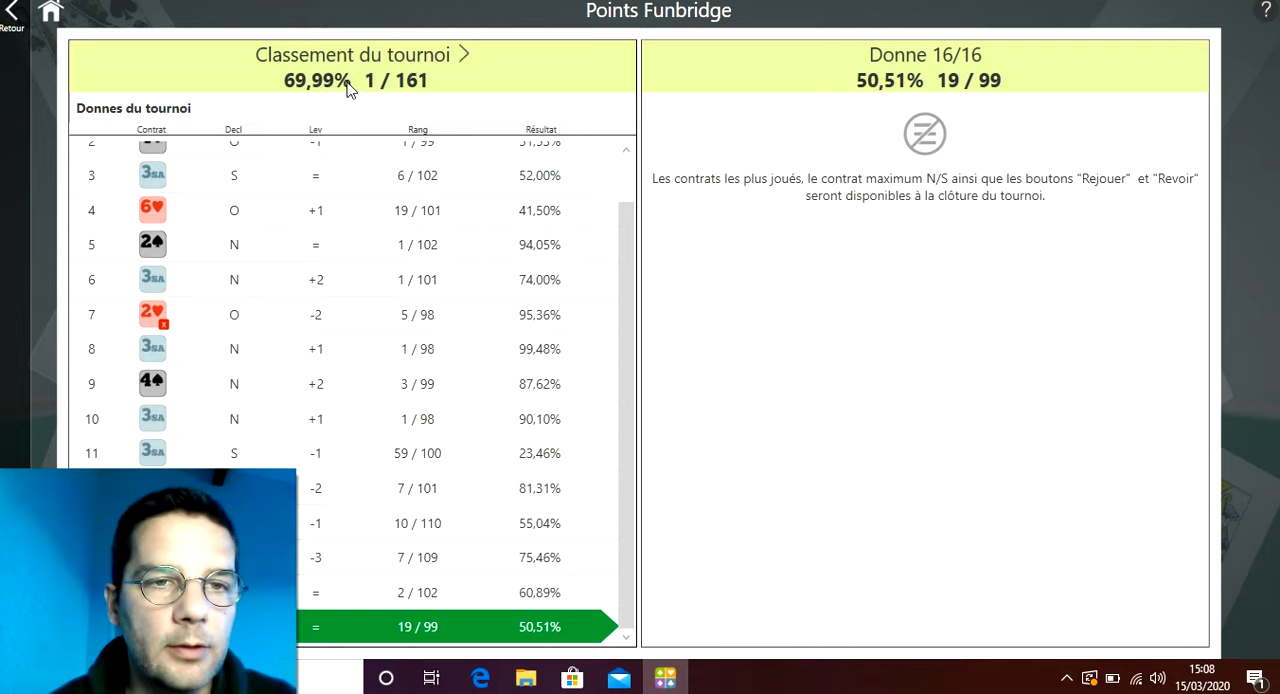 Retour
Points Funbridge
?
Classement du tournoi >
69,99% 1 / 161
Donnes du tournoi
Contrat Decl Lev Rang Résultat
2 O -1 1 / 99
3 3SA S = 6 / 102 52,00%
4 6♥ O +1 19 / 101 41,50%
5 2♠ N = 1 / 102 94,05%
6 3SA N +2 1 / 101 74,00%
7 2♥ x O -2 5 / 98 95,36%
8 3SA N +1 1 / 98 99,48%
9 4♠ N +2 3 / 99 87,62%
10 3SA N +1 1 / 98 90,10%
11 3SA S -1 59 / 100 23,46%
-2 7 / 101 81,31%
-1 10 / 110 55,04%
-3 7 / 109 75,46%
= 2 / 102 60,89%
= 19 / 99 50,51%
Donne 16/16
50,51% 19 / 99
Les contrats les plus joués, le contrat maximum N/S ainsi que les boutons "Rejouer" et "Revoir"
seront disponibles à la clôture du tournoi.
15:08
15/03/2020
1